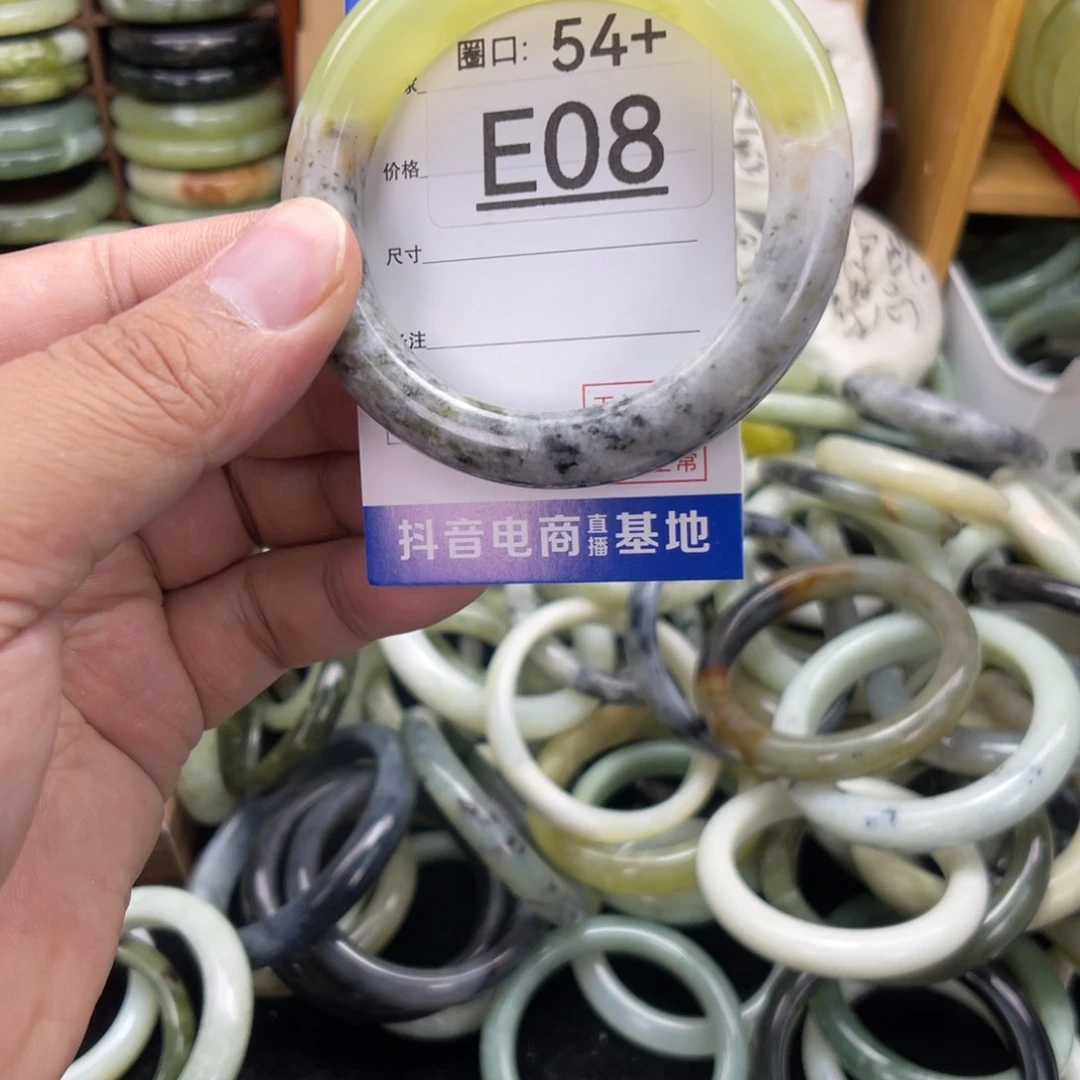 圈口: 54+
E08
价格
尺寸
注
抖音电商直播基地